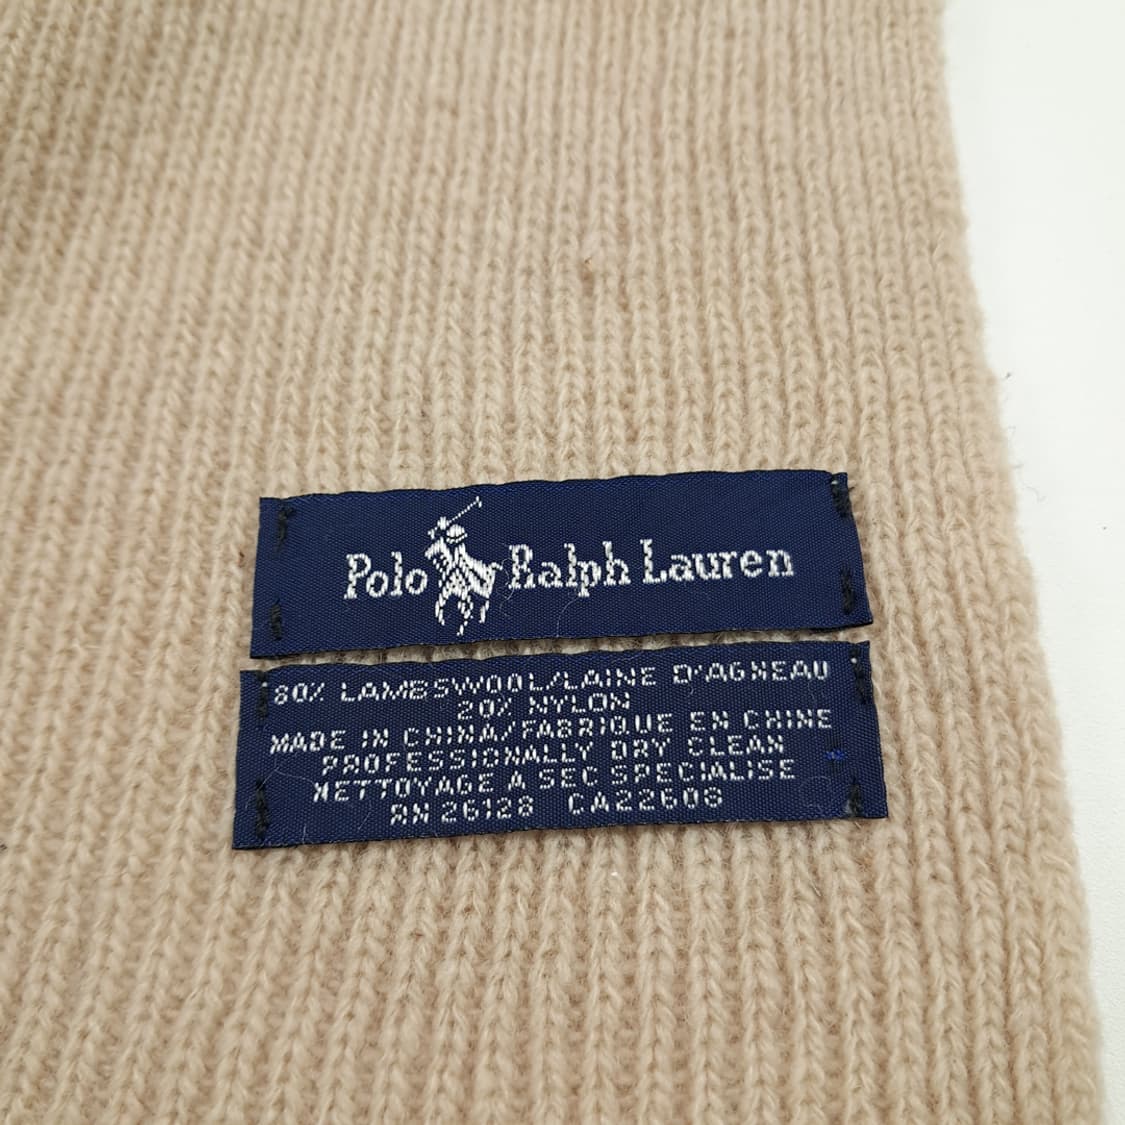 Polo Ralph Lauren
80% LAMBSWOOL/LAINE D'AGNEAU
20% NYLON
MADE IN CHINA/FABRIQUE EN CHINE
PROFESSIONALLY DRY CLEAN
NETTOYAGE A SEC SPECIALISE
RN 26128 CA22608